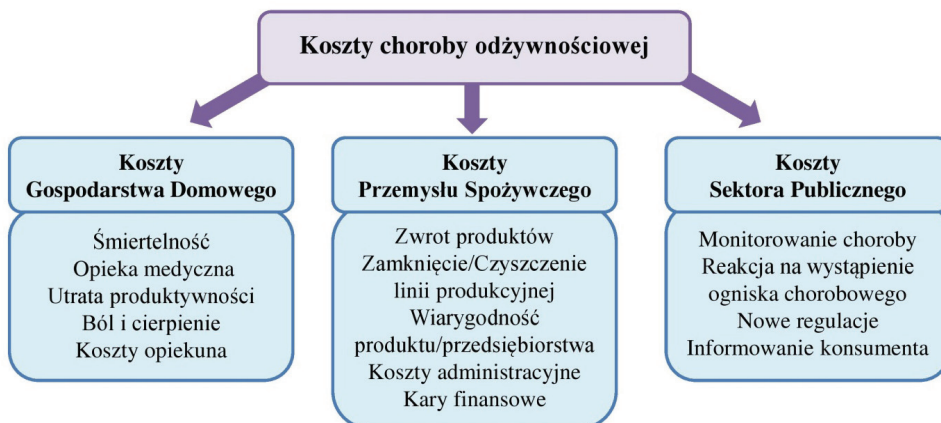 Koszty choroby odżywnościowej
Koszty
Gospodarstwa Domowego
Śmiertelność
Opieka medyczna
Utrata produktywności
Ból i cierpienie
Koszty opiekuna
Koszty
Przemysłu Spożywczego
Zwrot produktów
Zamknięcie/Czyszczenie
linii produkcyjnej
Wiarygodność
produktu/przedsiębiorstwa
Koszty administracyjne
Kary finansowe
Koszty
Sektora Publicznego
Monitorowanie choroby
Reakcja na wystąpienie
ogniska chorobowego
Nowe regulacje
Informowanie konsumenta